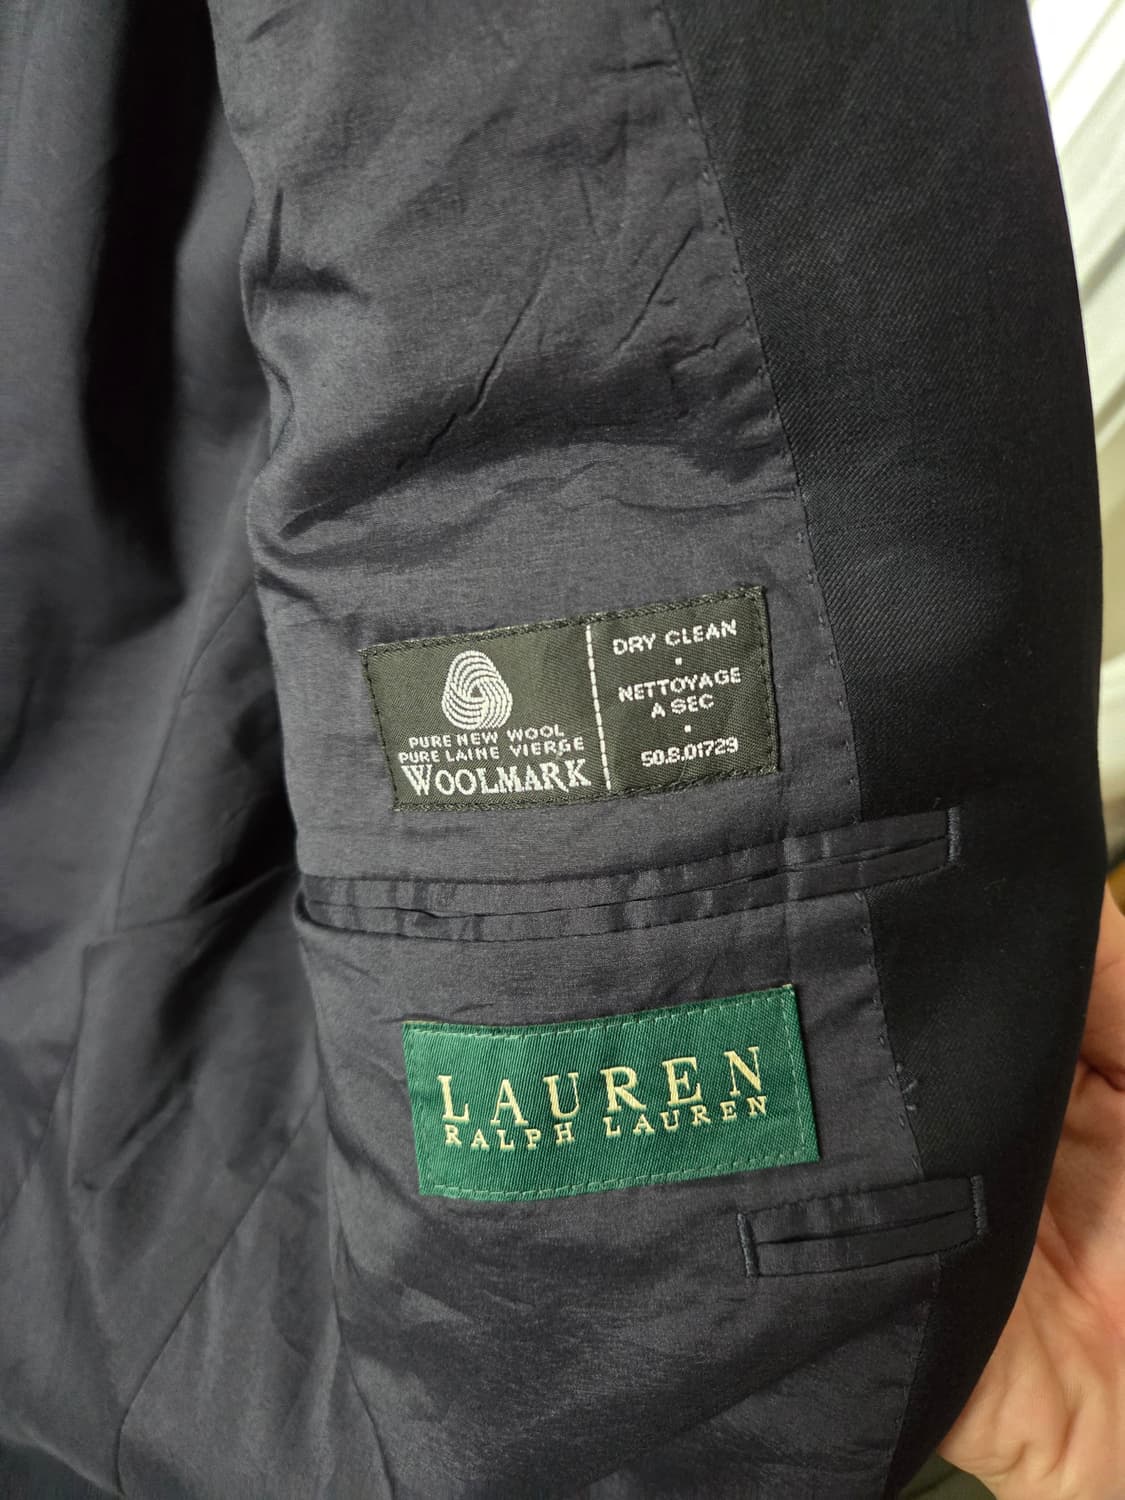 PURE NEW WOOL
PURE LAINE VIERGE
WOOLMARK
DRY CLEAN
NETTOYAGE
A SEC
50.8.01729
LAUREN
RALPH LAUREN